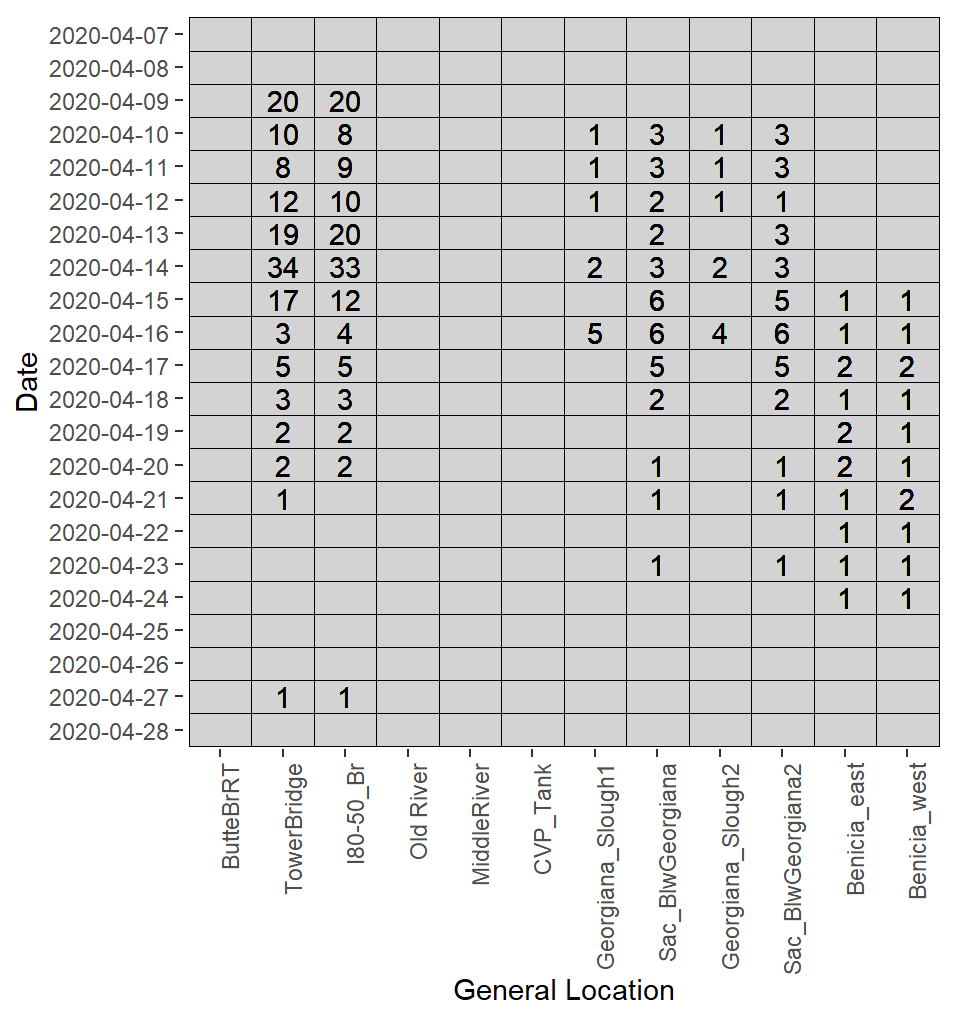 2020-04-07
2020-04-08
2020-04-09 20 20
2020-04-10 10 8 1 3 1 3
2020-04-11 8 9 1 3 1 3
2020-04-12 12 10 1 2 1 1
2020-04-13 19 20 2 3
2020-04-14 34 33 2 3 2 3
2020-04-15 17 12 6 5 1 1
2020-04-16 3 4 5 6 4 6 1 1
2020-04-17 5 5 5 5 2 2
2020-04-18 3 3 2 2 1 1
2020-04-19 2 2 2 1
2020-04-20 2 2 1 1 2 1
2020-04-21 1 1 1 1 2
2020-04-22 1 1
2020-04-23 1 1 1 1
2020-04-24 1 1
2020-04-25
2020-04-26
2020-04-27 1 1
2020-04-28
Date
ButteBrRT
TowerBridge
I80-50_Br
Old River
MiddleRiver
CVP_Tank
Georgiana_Slough1
Sac_BlwGeorgiana
Georgiana_Slough2
Sac_BlwGeorgiana2
Benicia_east
Benicia_west
General Location